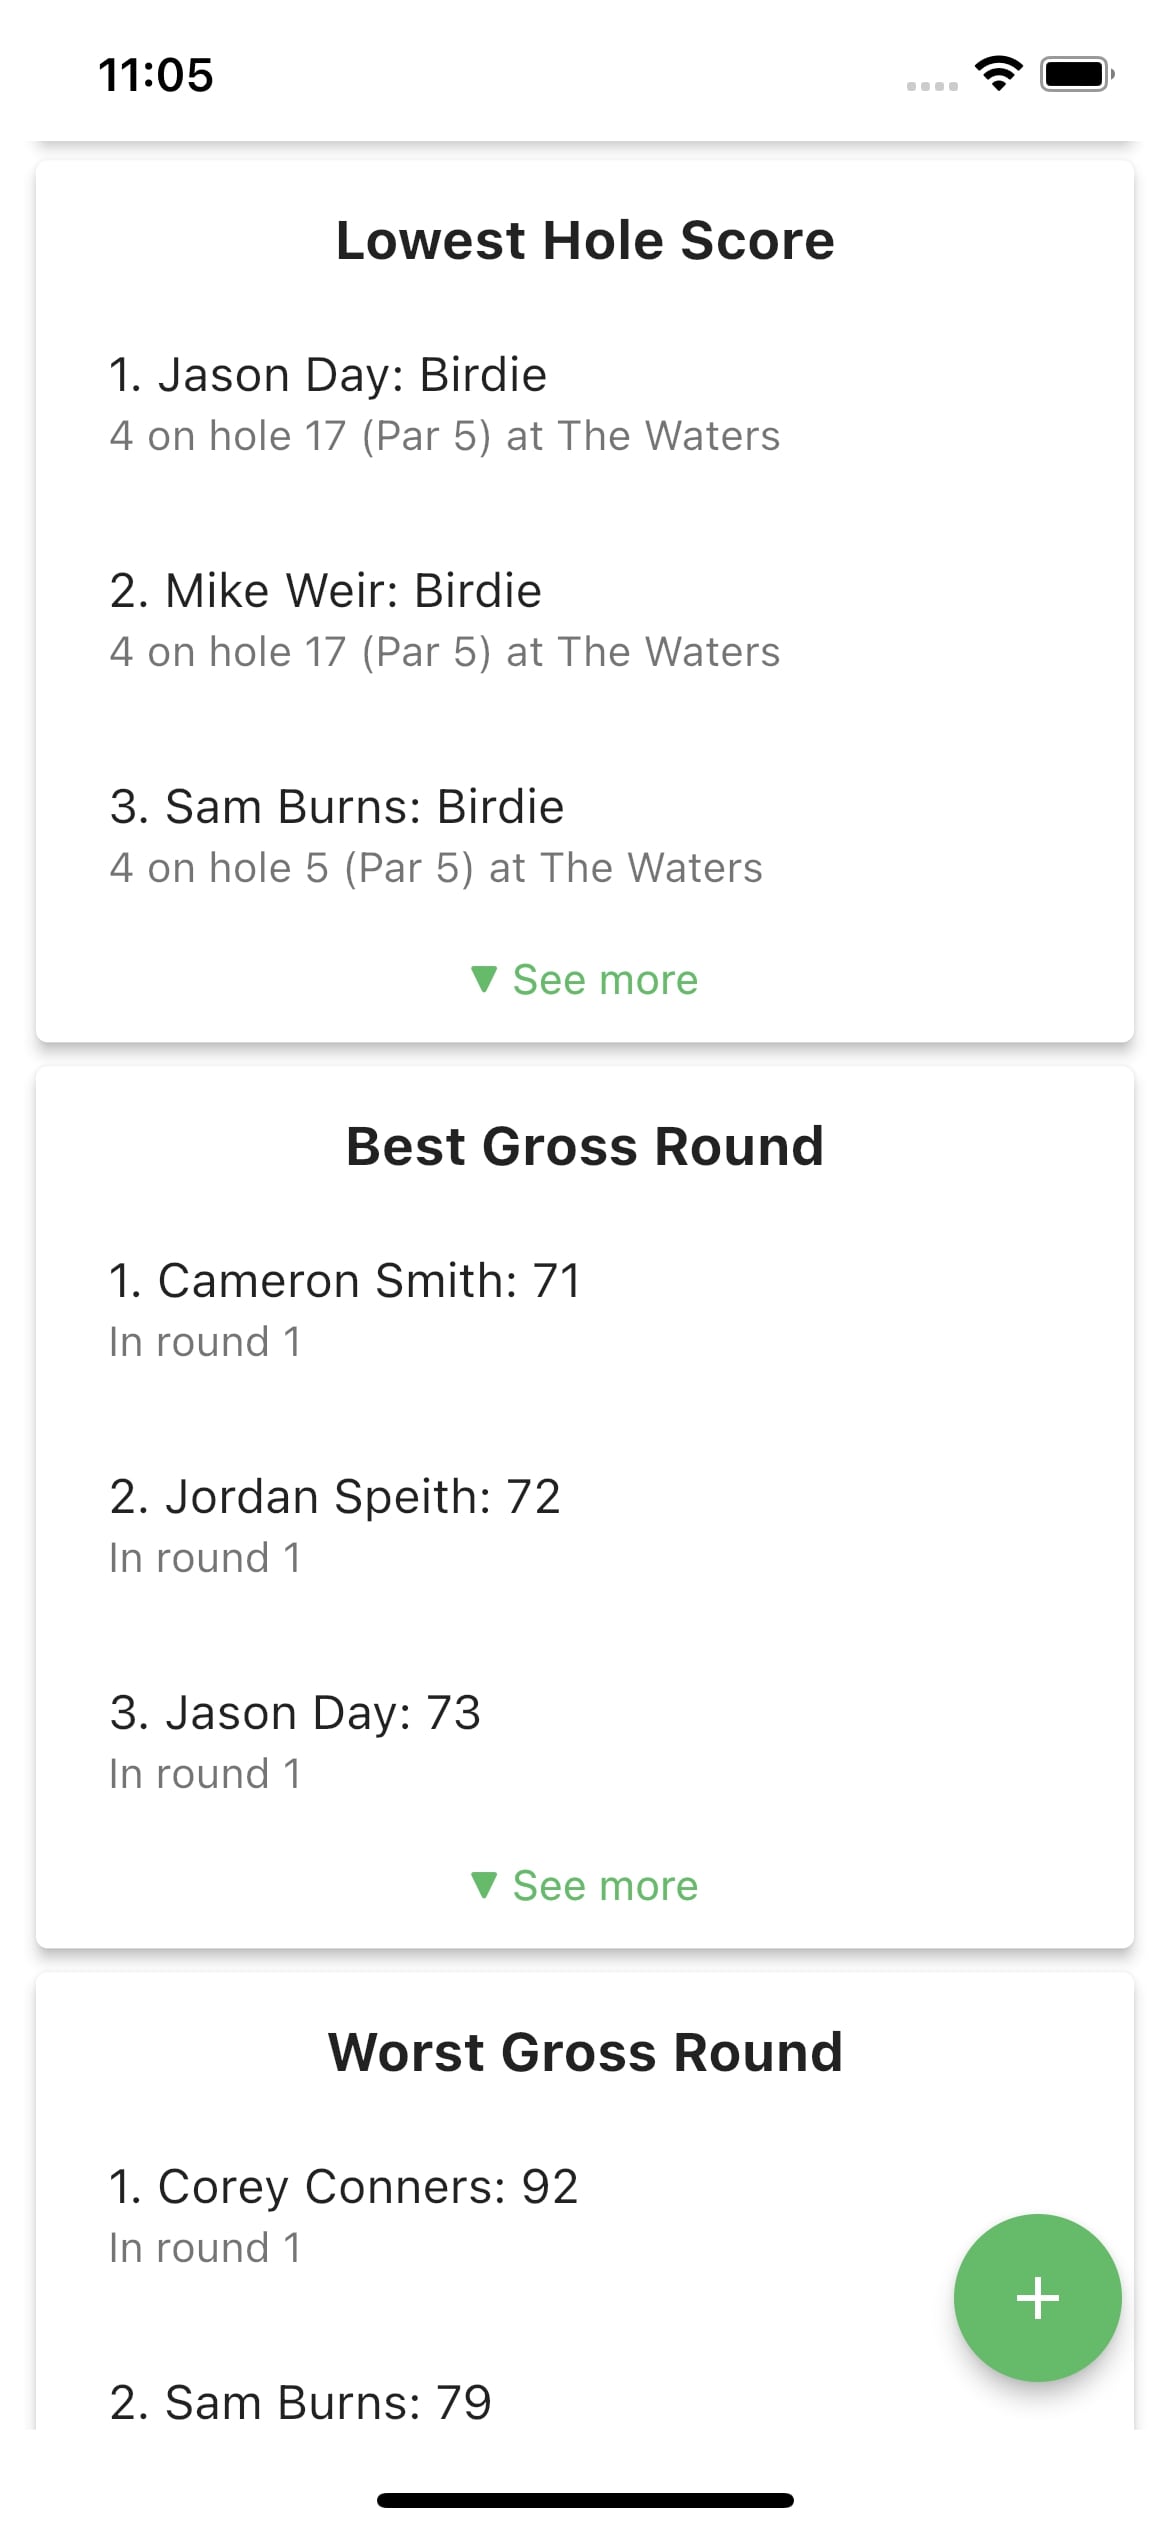 11:05
Lowest Hole Score
1. Jason Day: Birdie
4 on hole 17 (Par 5) at The Waters
2. Mike Weir: Birdie
4 on hole 17 (Par 5) at The Waters
3. Sam Burns: Birdie
4 on hole 5 (Par 5) at The Waters
▼ See more
Best Gross Round
1. Cameron Smith: 71
In round 1
2. Jordan Speith: 72
In round 1
3. Jason Day: 73
In round 1
▼ See more
Worst Gross Round
1. Corey Conners: 92
In round 1
2. Sam Burns: 79